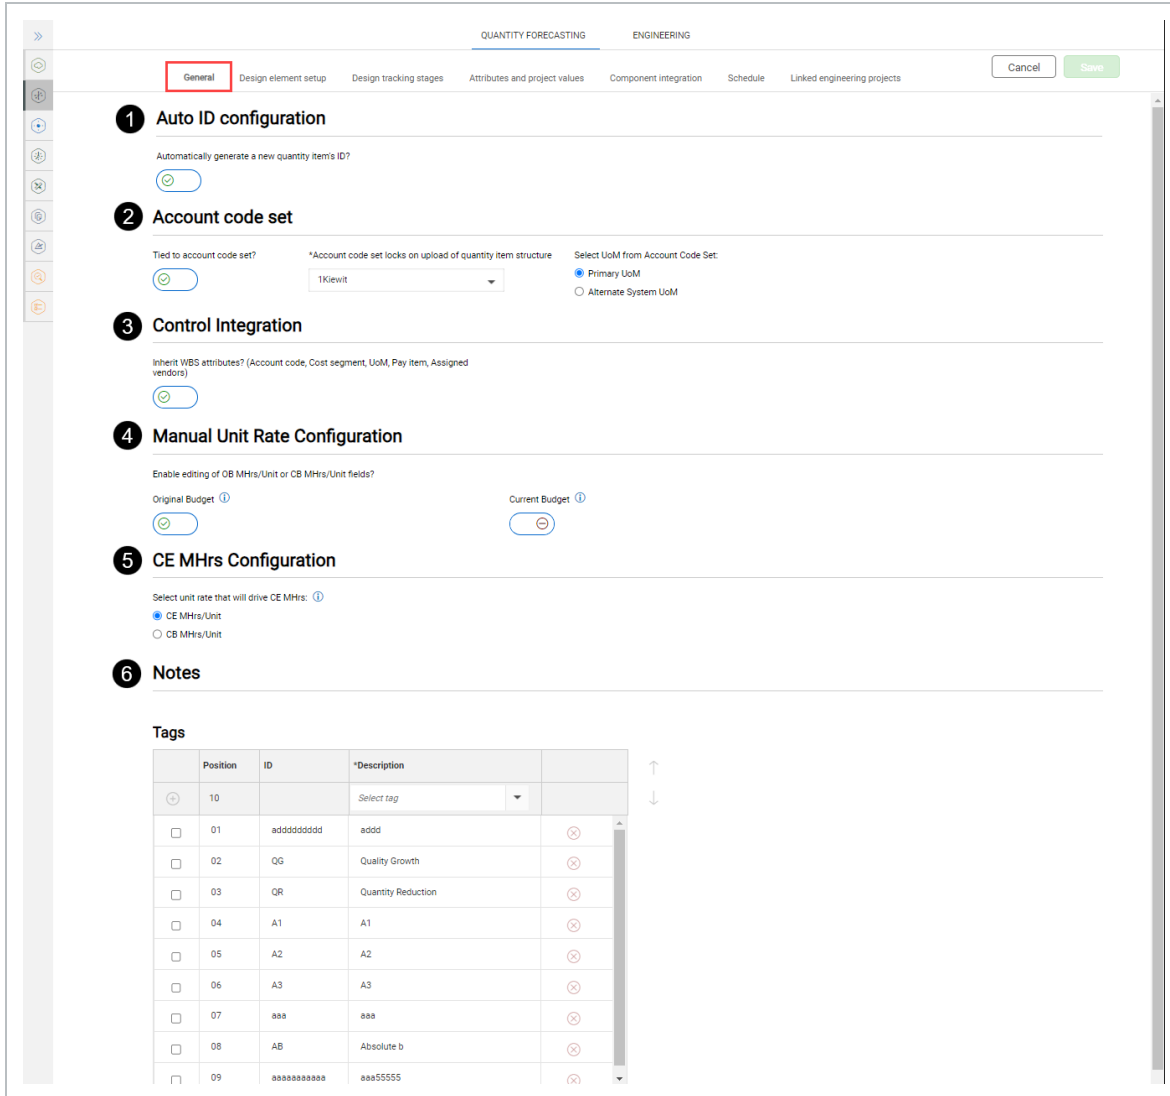 QUANTITY FORECASTING ENGINEERING
General Design element setup Design tracking stages Attributes and project values Component integration Schedule Linked engineering projects Cancel Save
1 Auto ID configuration
Automatically generate a new quantity item's ID?
2 Account code set
Tied to account code set? *Account code set locks on upload of quantity item structure Select UoM from Account Code Set:
1Kiewit Primary UoM
Alternate System UoM
3 Control Integration
Inherit WBS attributes? (Account code, Cost segment, UoM, Pay item, Assigned
vendors)
4 Manual Unit Rate Configuration
Enable editing of OB MHrs/Unit or CB MHrs/Unit fields?
Original Budget Current Budget
5 CE MHrs Configuration
Select unit rate that will drive CE MHrs:
CE MHrs/Unit
CB MHrs/Unit
6 Notes
Tags
Position ID *Description
10 Select tag
01 addddddddd addd
02 QG Quality Growth
03 QR Quantity Reduction
04 A1 A1
05 A2 A2
06 A3 A3
07 aaa aaa
08 AB Absolute b
09 aaaaaaaaaaa aaa55555